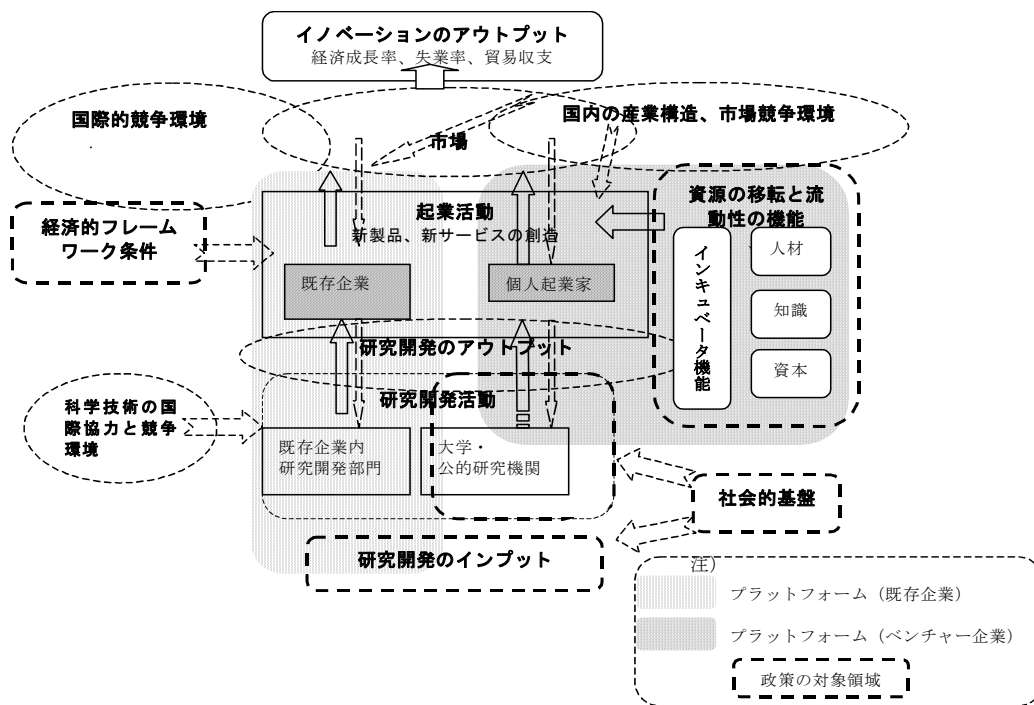 イノベーションのアウトプット
経済成長率、失業率、貿易収支
国際的競争環境
市場
国内の産業構造、市場競争環境
経済的フレーム
ワーク条件
起業活動
新製品、新サービスの創造
既存企業
個人起業家
資源の移転と流
動性の機能
インキュベータ機能
人材
知識
資本
研究開発のアウトプット
研究開発活動
科学技術の国
際協力と競争
環境
既存企業内
研究開発部門
大学・
公的研究機関
社会的基盤
研究開発のインプット
注）
プラットフォーム（既存企業）
プラットフォーム（ベンチャー企業）
政策の対象領域